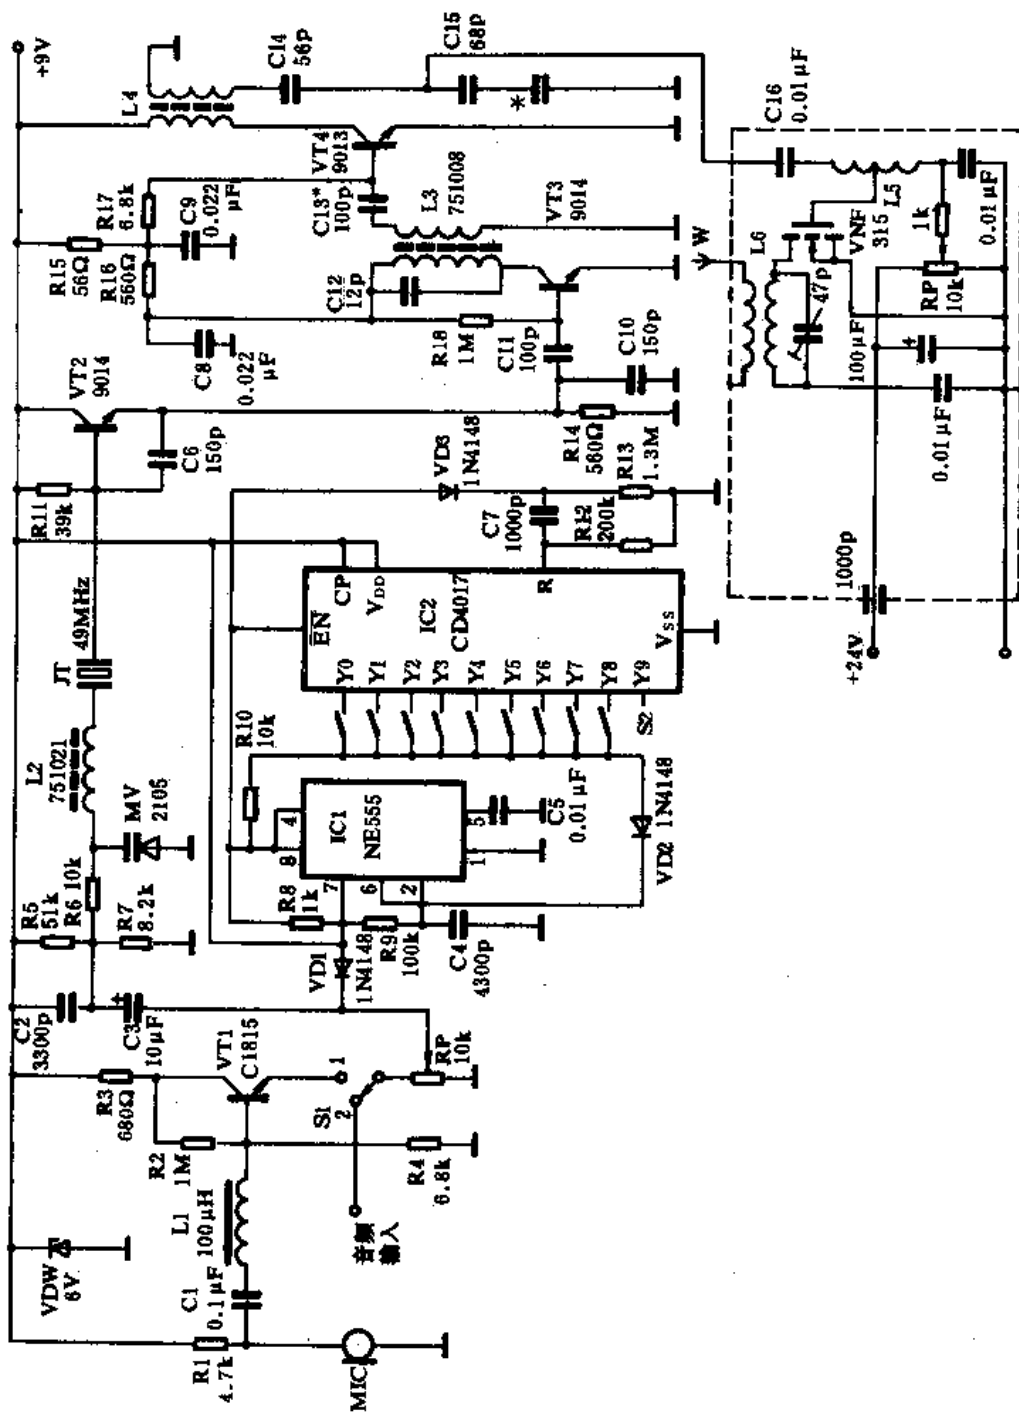 R1
4.7k
MIC
VDW
6V
C1
0.1μF
L1
100μH
R2
1M
R3
680Ω
VT1
C1815
音频
输入
S1
1
2
R4
6.8k
RP
10k
C2
3300p
C3
10μF
+
R5
51k
R6 10k
R7
8.2k
MV
2105
L2
751021
JT
49MHz
VD1
1N4148
R8
1k
R9
100k
C4
4300p
IC1
NE555
8
4
7
6
2
1
5
C5
0.01μF
R10
10k
VD2 1N4148
IC2
CD4017
EN
CP
VDD
R
VSS
Y0
Y1
Y2
Y3
Y4
Y5
Y6
Y7
Y8
Y9
S2
R11
39k
VT2
9014
C6
150p
VD3
1N4148
C7
1000p
R12
200k
R13
1.3M
R14
560Ω
C8
0.022
μF
R15
56Ω
R16
560Ω
R17
6.8k
C9
0.022
μF
C10
150p
C11
100p
R18
1M
C12
12p
L3
751008
VT3
9014
C13*
100p
VT4
9013
L4
+9V
C14
56p
C15
68p
*
W
C16
0.01μF
L5
L6
VNF
315
1k
0.01μF
RP
10k
47p
100μF
+
0.01μF
1000p
+24V